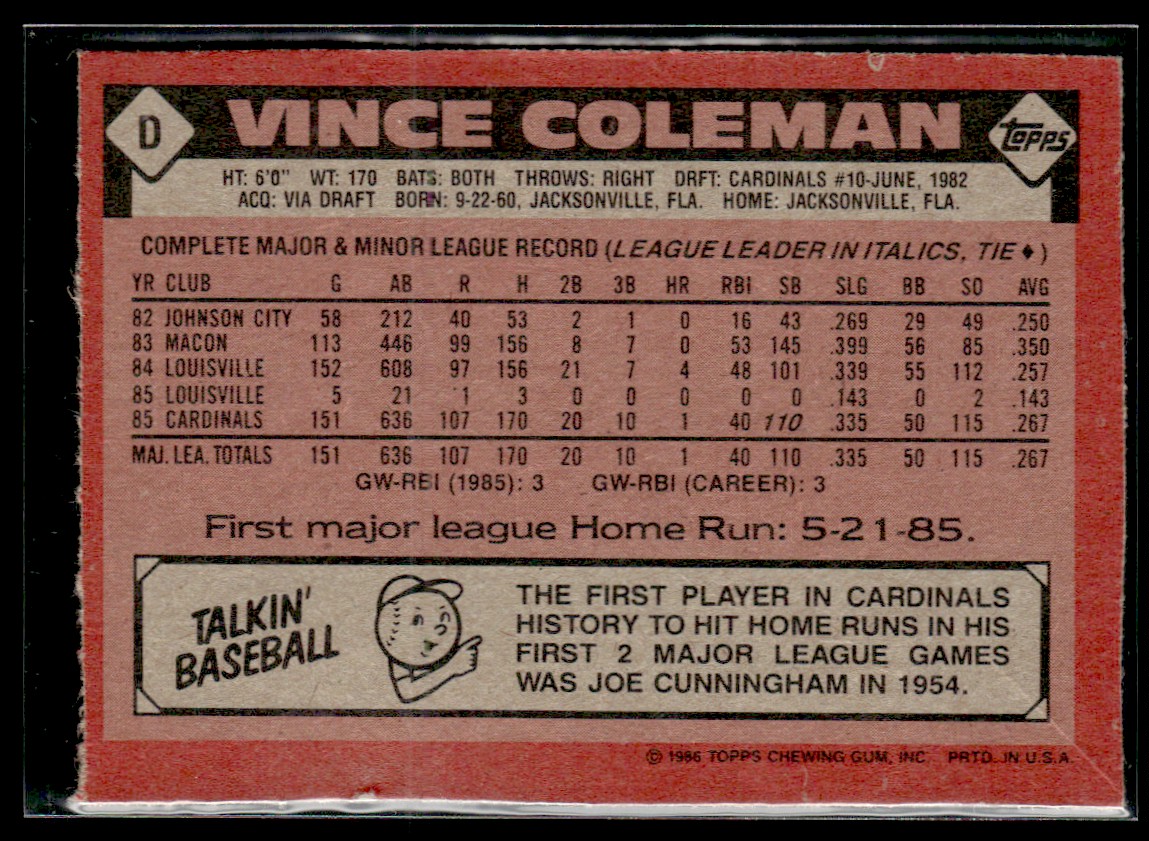 D VINCE COLEMAN topps
HT: 6'0" WT: 170 BATS: BOTH THROWS: RIGHT DRFT: CARDINALS #10-JUNE, 1982
ACQ: VIA DRAFT BORN: 9-22-60, JACKSONVILLE, FLA. HOME: JACKSONVILLE, FLA.
COMPLETE MAJOR & MINOR LEAGUE RECORD (LEAGUE LEADER IN ITALICS, TIE ♦)
YR CLUB G AB R H 2B 3B HR RBI SB SLG BB SO AVG
82 JOHNSON CITY 58 212 40 53 2 1 0 16 43 .269 29 49 .250
83 MACON 113 446 99 156 8 7 0 53 145 .399 56 85 .350
84 LOUISVILLE 152 608 97 156 21 7 4 48 101 .339 55 112 .257
85 LOUISVILLE 5 21 1 3 0 0 0 0 0 .143 0 2 .143
85 CARDINALS 151 636 107 170 20 10 1 40 110 .335 50 115 .267
MAJ. LEA. TOTALS 151 636 107 170 20 10 1 40 110 .335 50 115 .267
GW-RBI (1985): 3 GW-RBI (CAREER): 3
First major league Home Run: 5-21-85.
TALKIN'
BASEBALL
THE FIRST PLAYER IN CARDINALS
HISTORY TO HIT HOME RUNS IN HIS
FIRST 2 MAJOR LEAGUE GAMES
WAS JOE CUNNINGHAM IN 1954.
© 1986 TOPPS CHEWING GUM, INC. PRTD. IN U.S.A.